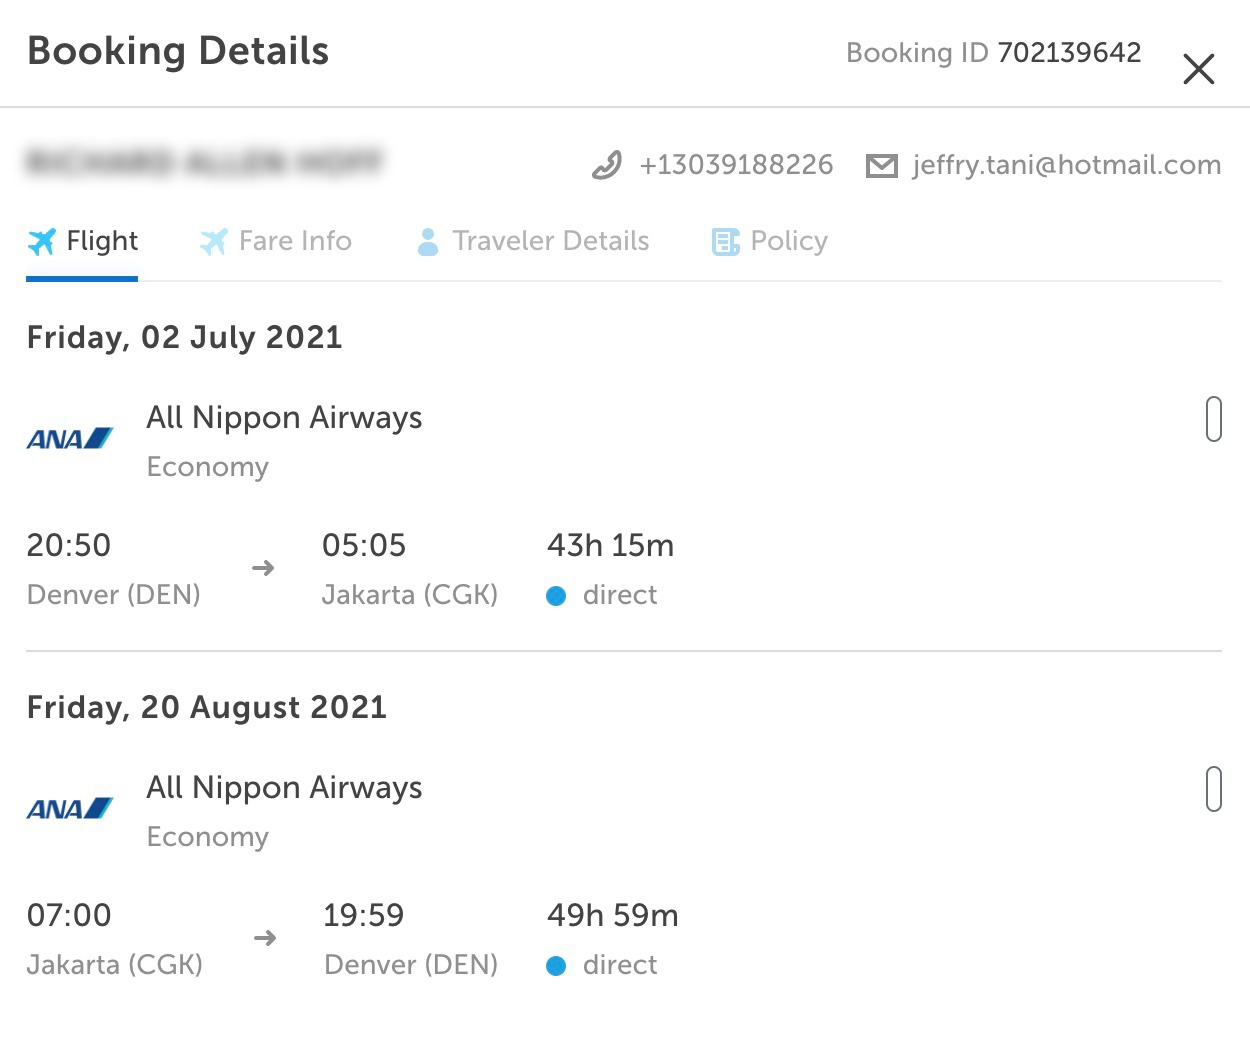 Booking Details
Booking ID 702139642
+13039188226
jeffry.tani@hotmail.com
Flight
Fare Info
Traveler Details
Policy
Friday, 02 July 2021
ANA
All Nippon Airways
Economy
20:50
05:05
43h 15m
Denver (DEN)
Jakarta (CGK)
direct
Friday, 20 August 2021
ANA
All Nippon Airways
Economy
07:00
19:59
49h 59m
Jakarta (CGK)
Denver (DEN)
direct